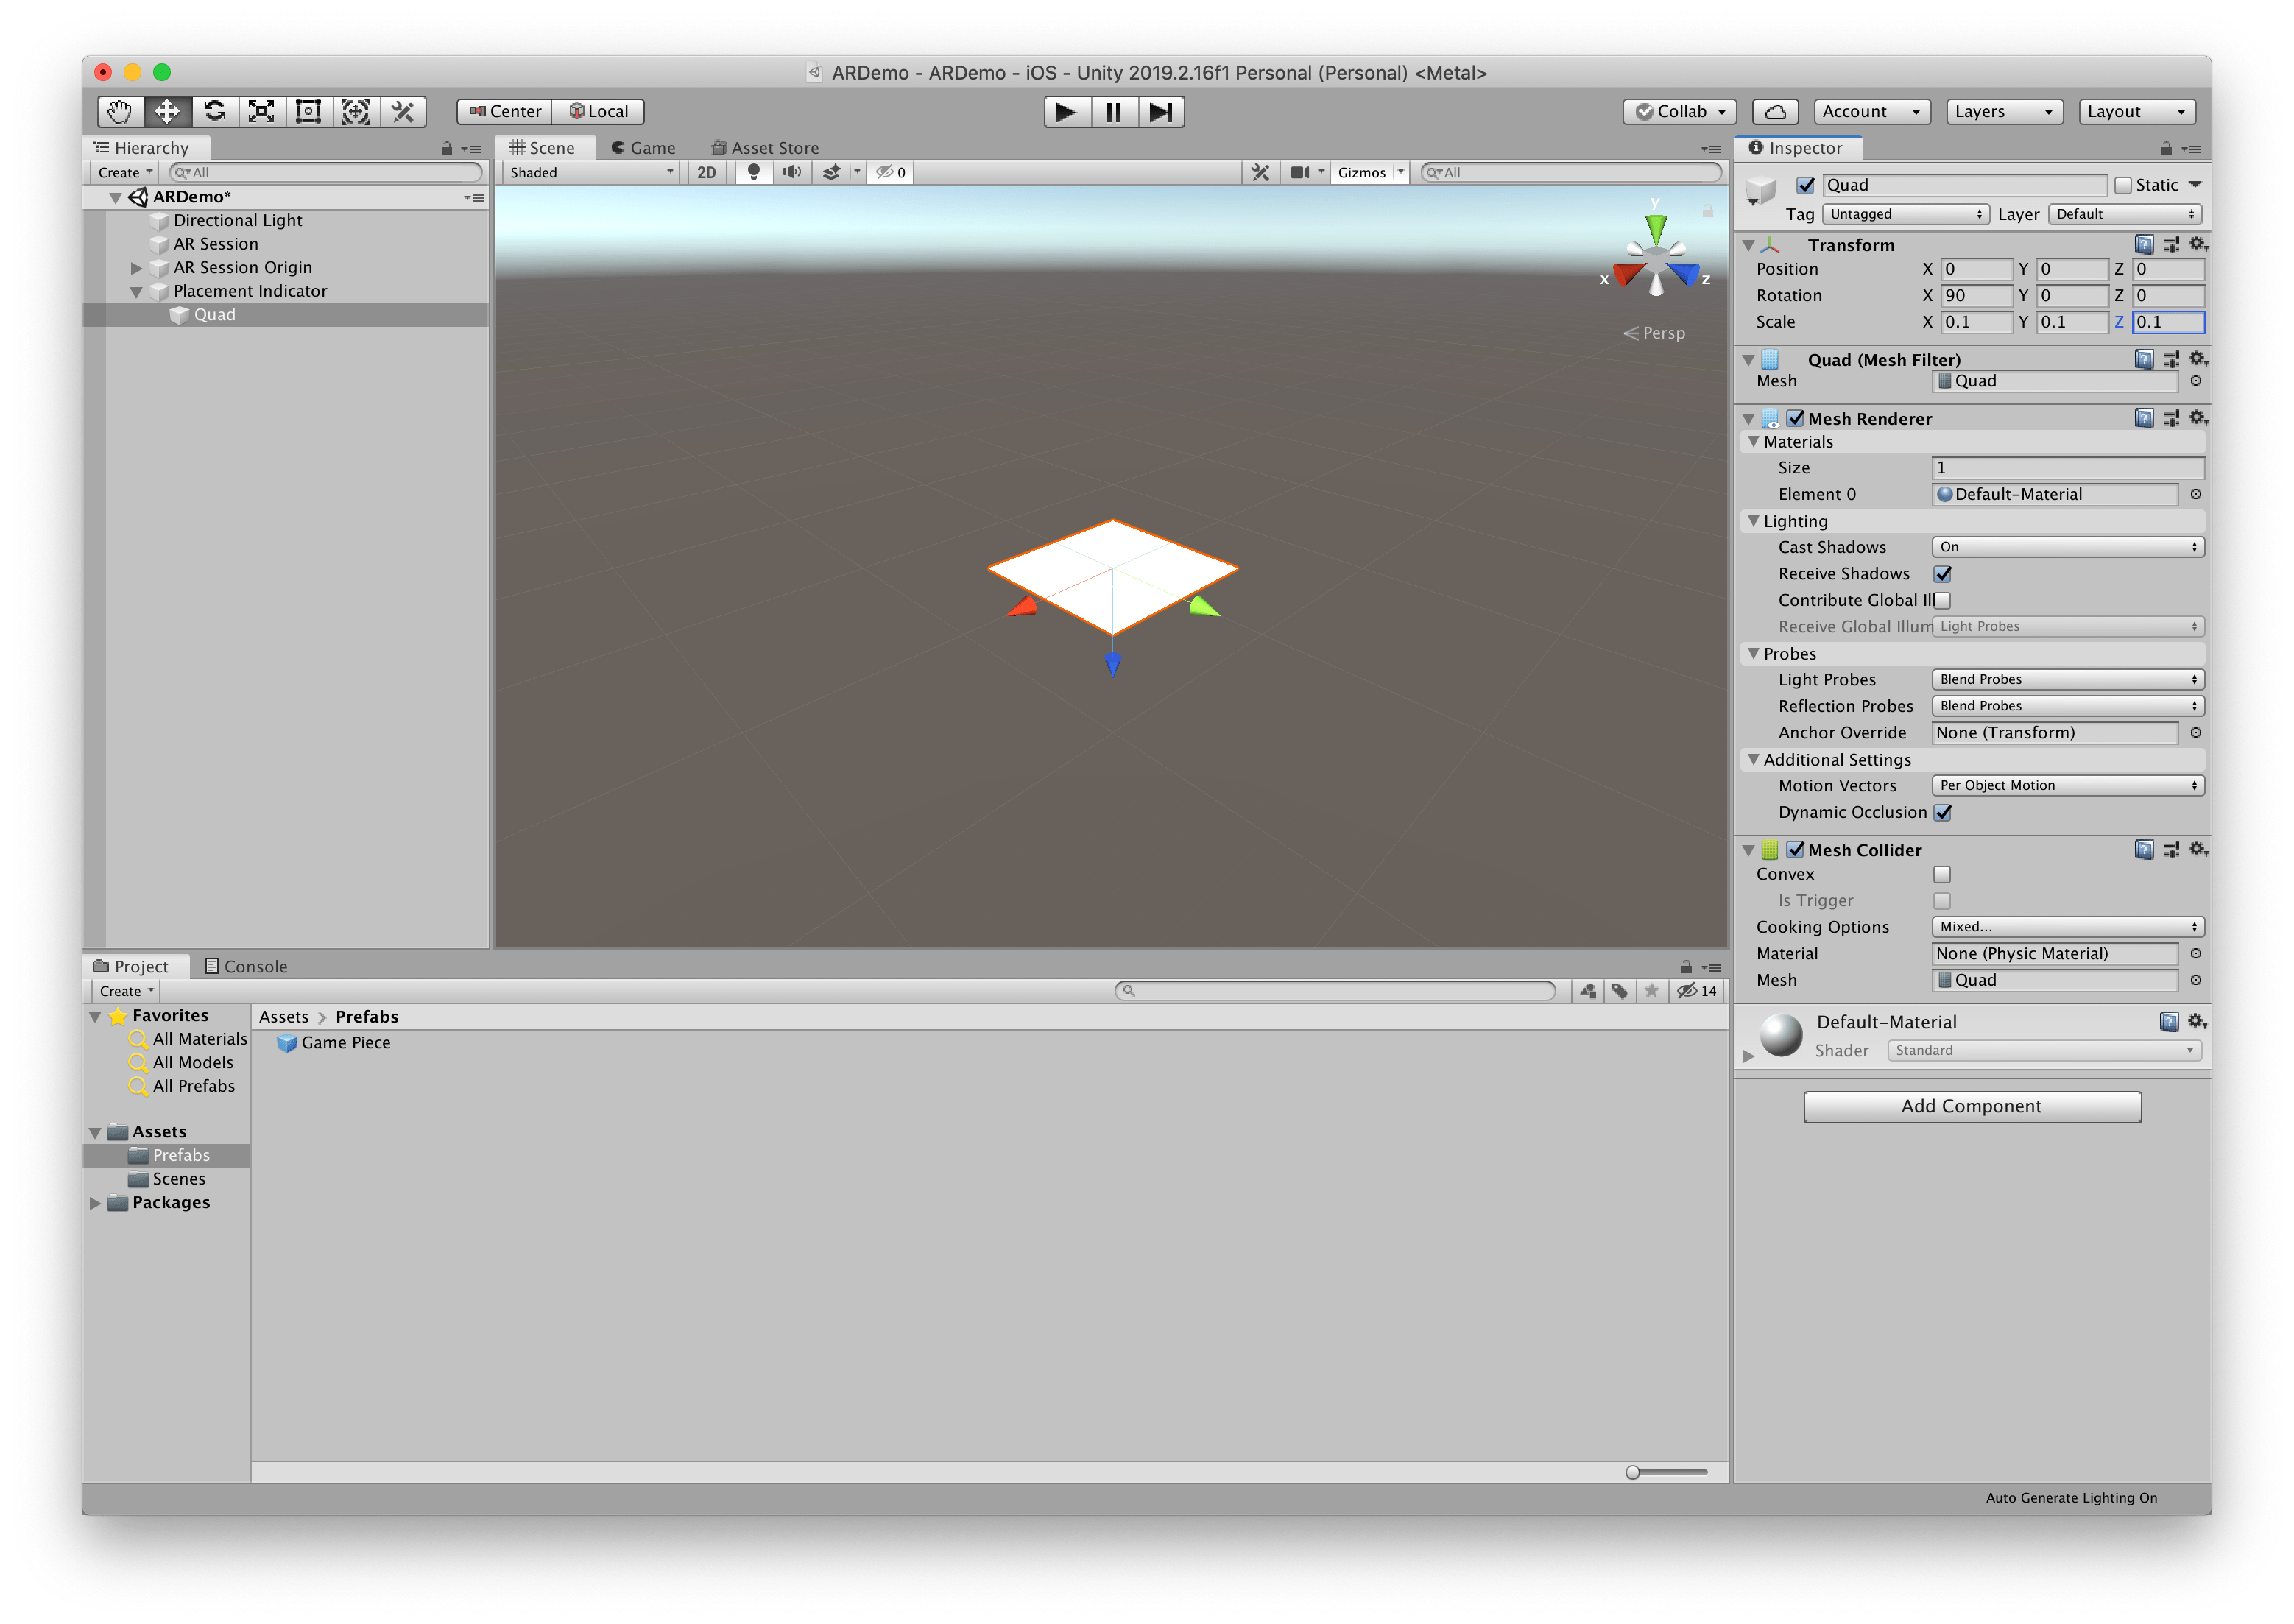 ARDemo - ARDemo - iOS - Unity 2019.2.16f1 Personal (Personal) <Metal>
Center Local Collab Account Layers Layout
Hierarchy
Create All
ARDemo*
Directional Light
AR Session
AR Session Origin
Placement Indicator
Quad
Scene Game Asset Store
Shaded 2D 0 Gizmos All
y
x z
Persp
Inspector
Quad Static
Tag Untagged Layer Default
Transform
Position X 0 Y 0 Z 0
Rotation X 90 Y 0 Z 0
Scale X 0.1 Y 0.1 Z 0.1
Quad (Mesh Filter)
Mesh Quad
Mesh Renderer
Materials
Size 1
Element 0 Default-Material
Lighting
Cast Shadows On
Receive Shadows
Contribute Global Il
Receive Global Illum Light Probes
Probes
Light Probes Blend Probes
Reflection Probes Blend Probes
Anchor Override None (Transform)
Additional Settings
Motion Vectors Per Object Motion
Dynamic Occlusion
Mesh Collider
Convex
Is Trigger
Cooking Options Mixed...
Material None (Physic Material)
Mesh Quad
Default-Material
Shader Standard
Add Component
Project Console
Create 14
Favorites
All Materials
All Models
All Prefabs
Assets
Prefabs
Scenes
Packages
Assets > Prefabs
Game Piece
Auto Generate Lighting On